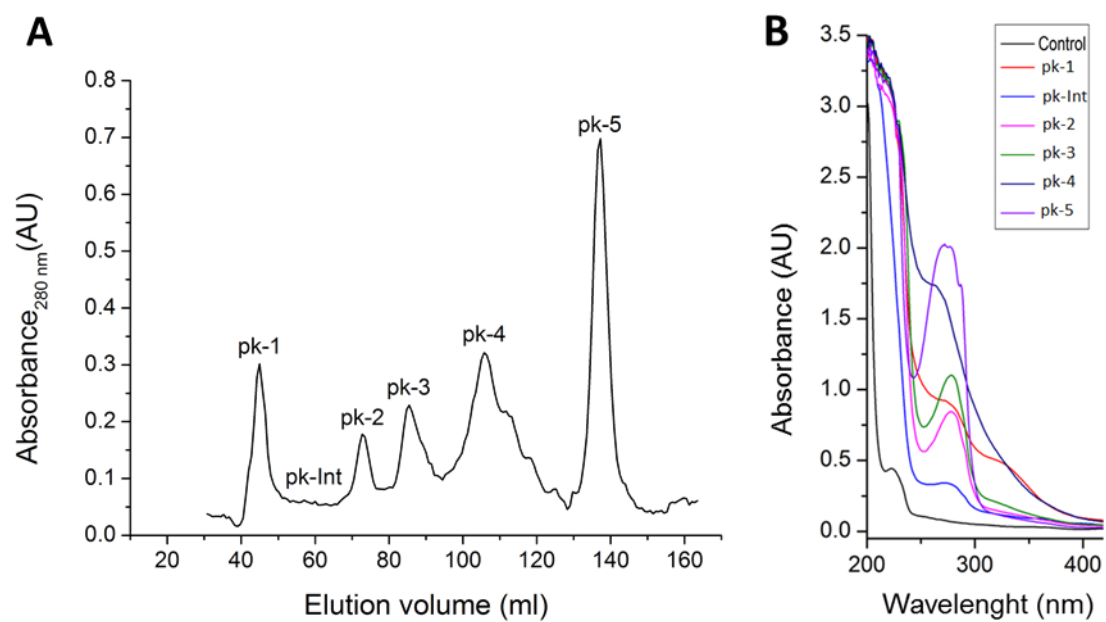 A
0.8
0.7
0.6
0.5
0.4
0.3
0.2
0.1
0.0
Absorbance280 nm(AU)
pk-1
pk-Int
pk-2
pk-3
pk-4
pk-5
20 40 60 80 100 120 140 160
Elution volume (ml)
B
3.5
3.0
2.5
2.0
1.5
1.0
0.5
0.0
Absorbance (AU)
Control
pk-1
pk-Int
pk-2
pk-3
pk-4
pk-5
200 300 400
Wavelenght (nm)